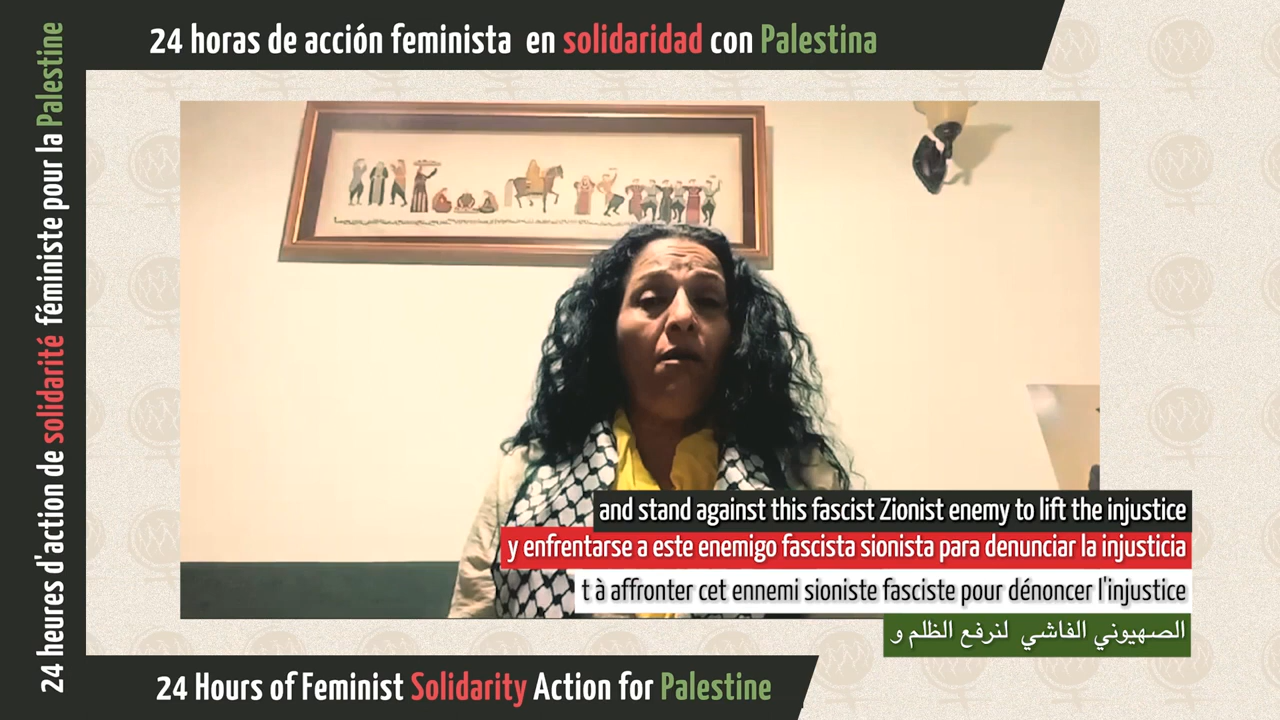 24 horas de acción feminista en solidaridad con Palestina
24 heures d'action de solidarité féministe pour la Palestine
and stand against this fascist Zionist enemy to lift the injustice
y enfrentarse a este enemigo fascista sionista para denunciar la injusticia
t à affronter cet ennemi sioniste fasciste pour dénoncer l'injustice
الصهيوني الفاشي لنرفع الظلم و
24 Hours of Feminist Solidarity Action for Palestine